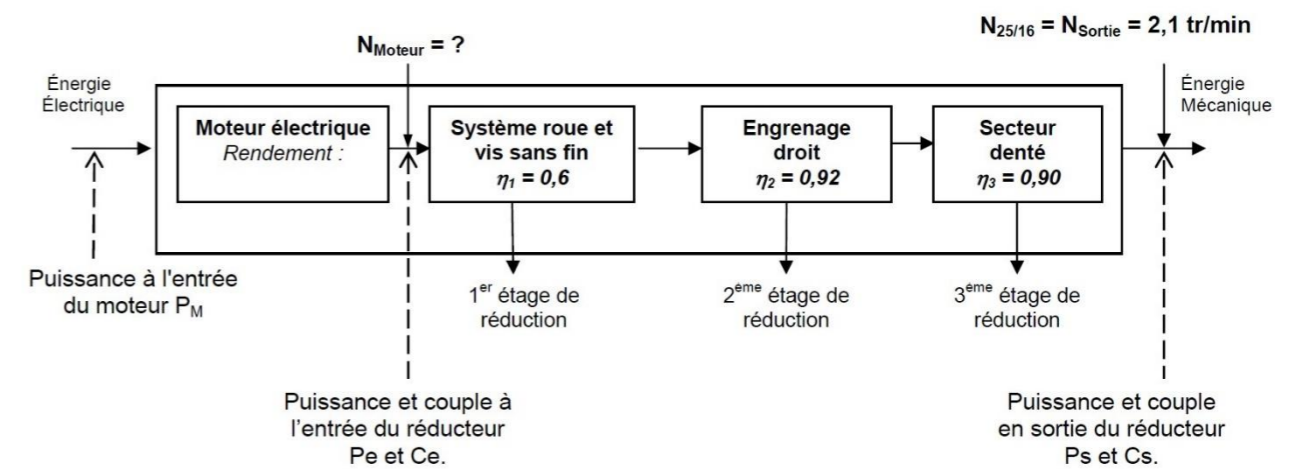 N25/16 = NSortie = 2,1 tr/min
NMoteur = ?
Énergie
Électrique
Énergie
Mécanique
Moteur électrique
Rendement :
Système roue et
vis sans fin
η1 = 0,6
Engrenage
droit
η2 = 0,92
Secteur
denté
η3 = 0,90
Puissance à l'entrée
du moteur PM
1er étage de
réduction
2ème étage de
réduction
3ème étage de
réduction
Puissance et couple à
l’entrée du réducteur
Pe et Ce.
Puissance et couple
en sortie du réducteur
Ps et Cs.